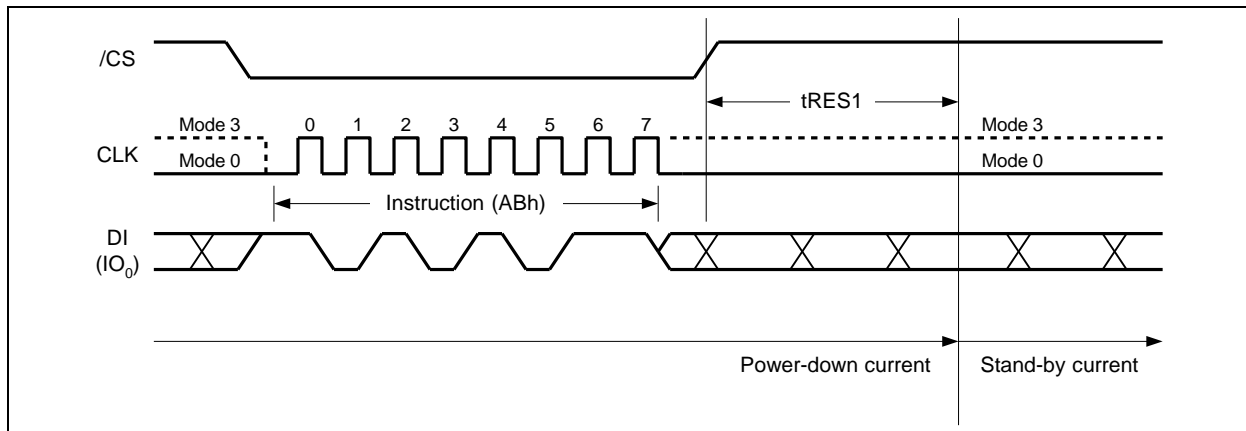 /CS
tRES1
Mode 3
0 1 2 3 4 5 6 7
Mode 3
CLK
Mode 0
Mode 0
Instruction (ABh)
DI
(IO0)
Power-down current
Stand-by current